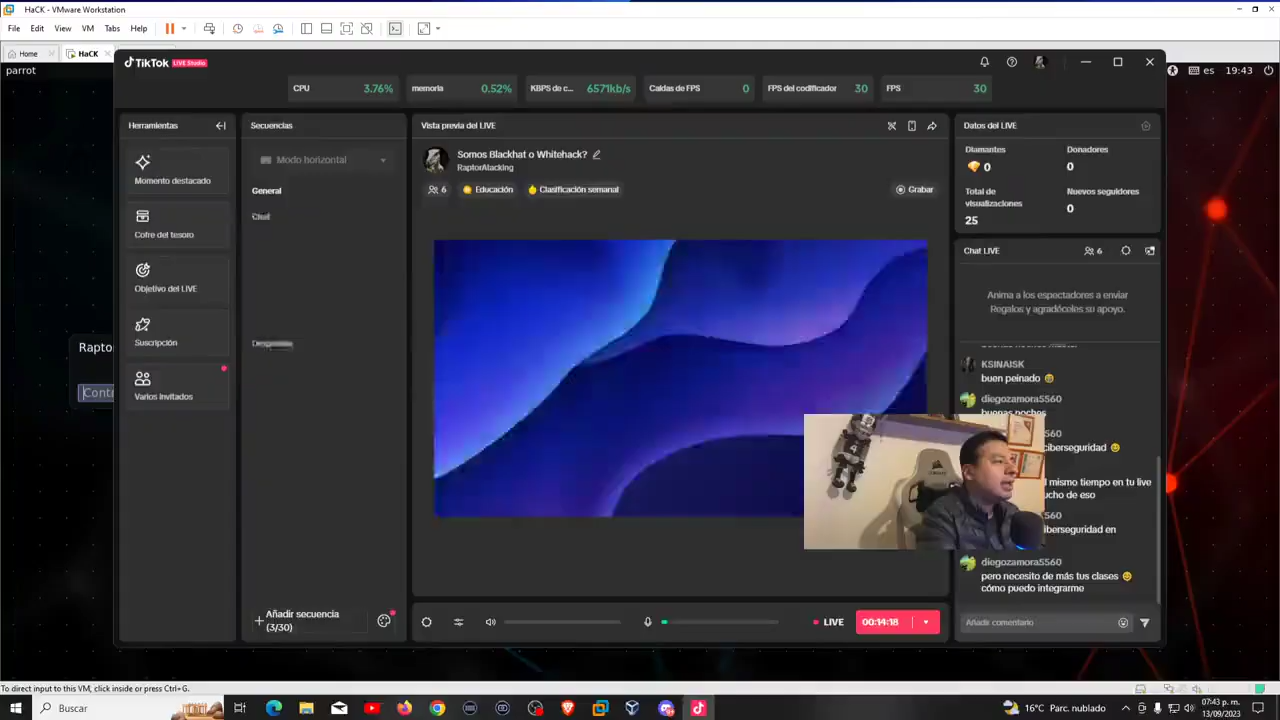 HaCK - VMware Workstation
File Edit View VM Tabs Help
Home HaCK
parrot
es 19:43
TikTok LIVE Studio
CPU 3.76%
memoria 0.52%
KBPS de c... 6571kb/s
Caídas de FPS 0
FPS del codificador 30
FPS 30
Herramientas
Momento destacado
Cofre del tesoro
Objetivo del LIVE
Suscripción
Varios invitados
Secuencias
Modo horizontal
General
Chat
Añadir secuencia
(3/30)
Vista previa del LIVE
Somos Blackhat o Whitehack?
RaptorAtacking
6 Educación Clasificación semanal
Grabar
LIVE 00:14:18
Datos del LIVE
Diamantes
0
Donadores
0
Total de
visualizaciones
25
Nuevos seguidores
0
Chat LIVE 6
Anima a los espectadores a enviar
Regalos y agradéceles su apoyo.
KSINAISK
buen peinado
diegozamora5560
buenas noches
60
ciberseguridad
l mismo tiempo en tu live
ucho de eso
60
iberseguridad en
diegozamora5560
pero necesito de más tus clases
cómo puedo integrarme
Añadir comentario
Rapto
Cont
To direct input to this VM, click inside or press Ctrl+G.
Buscar
16°C Parc. nublado
07:43 p. m.
13/09/2023